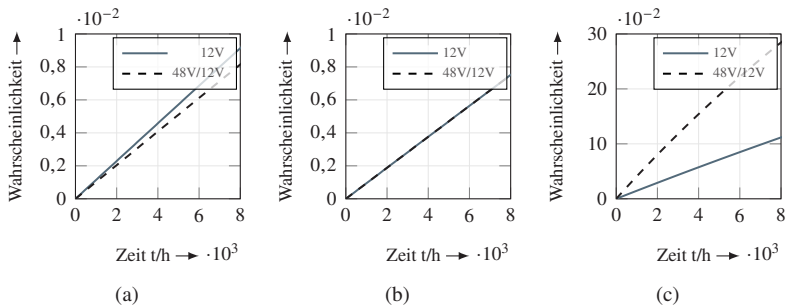 ·10⁻²
1
0,8
0,6
0,4
0,2
0
0 2 4 6 8
Wahrscheinlichkeit →
Zeit t/h → ·10³
12V
48V/12V
(a)
·10⁻²
1
0,8
0,6
0,4
0,2
0
0 2 4 6 8
Wahrscheinlichkeit →
Zeit t/h → ·10³
12V
48V/12V
(b)
·10⁻²
30
20
10
0
0 2 4 6 8
Wahrscheinlichkeit →
Zeit t/h → ·10³
12V
48V/12V
(c)